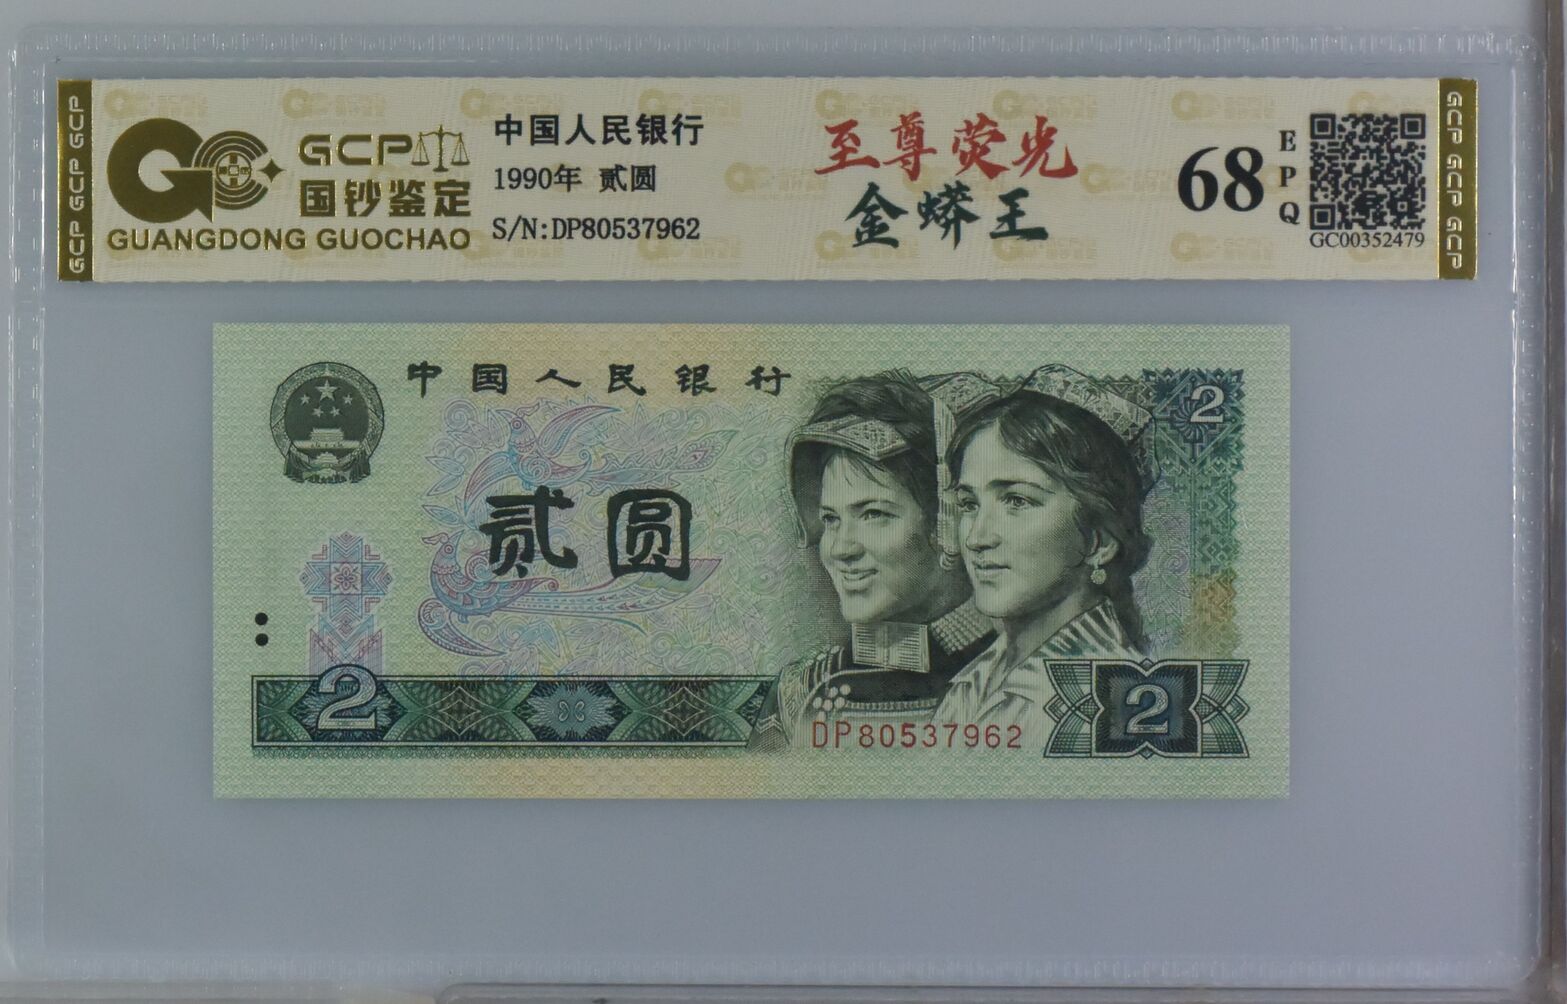 GCP GCP GCP
GCP
国钞鉴定
GUANGDONG GUOCHAO
中国人民银行
1990年 贰圆
S/N:DP80537962
至尊荧光
金蟒王
68
EPQ
GC00352479
GCP GCP GCP
中国人民银行
2
贰圆
2
DP80537962
2